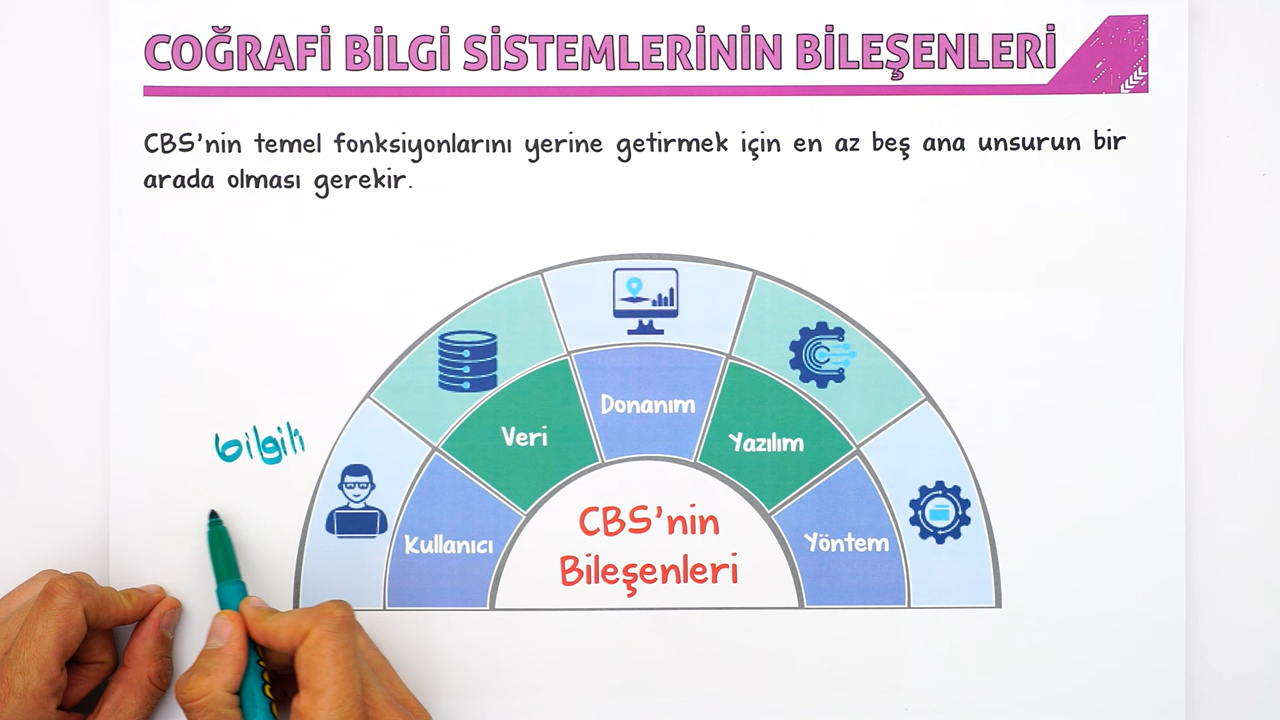 COĞRAFİ BİLGİ SİSTEMLERİNİN BİLEŞENLERİ
CBS'nin temel fonksiyonlarını yerine getirmek için en az beş ana unsurun bir
arada olması gerekir.
bilgili
Kullanıcı
Veri
Donanım
Yazılım
Yöntem
CBS'nin
Bileşenleri